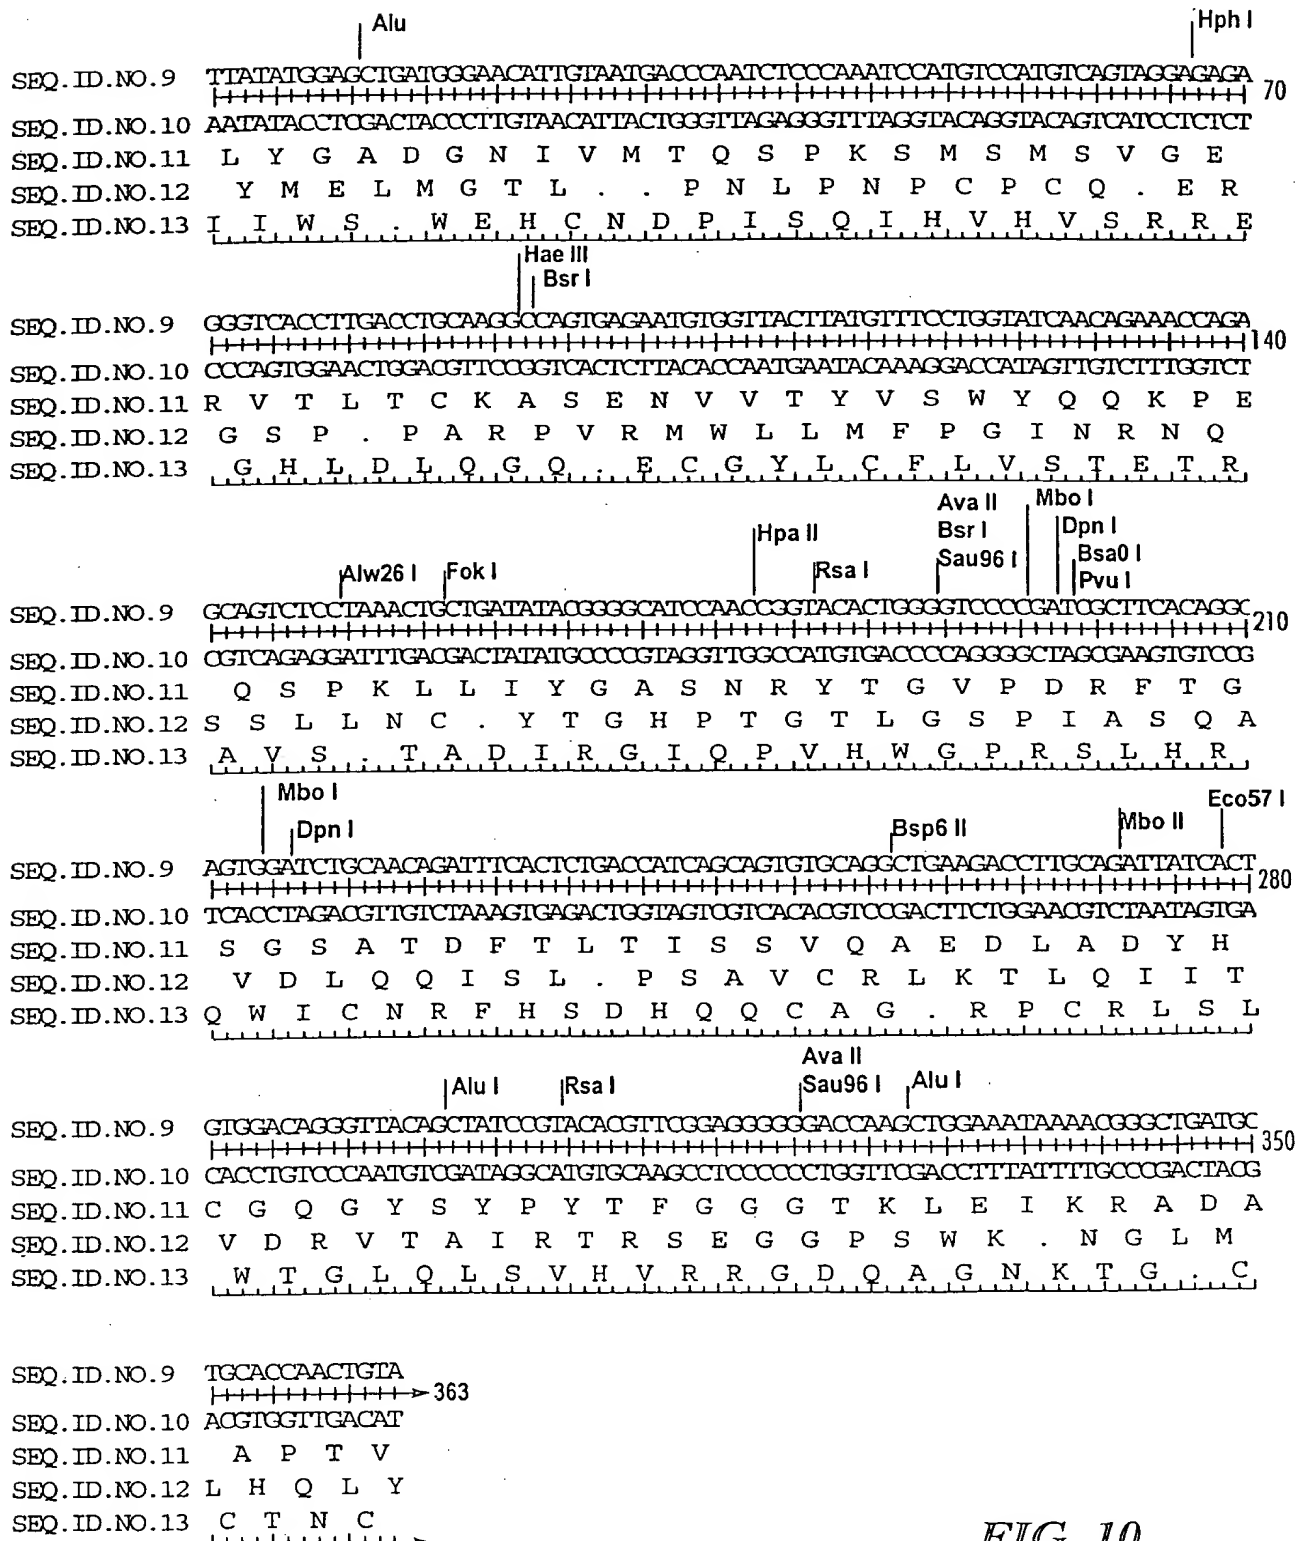 Alu Hph I
SEQ.ID.NO.9 TTATATGGAGCTGATGGGAACATTGTAATGACCCAATCTCCCAAATCCATGTCCATGTCAGTAGGAGAGA
70
SEQ.ID.NO.10 AATATACCTCGACTACCCTTGTAACATTACTGGGTTAGAGGGTTTAGGTACAGGTACAGTCATCCTCTCT
SEQ.ID.NO.11 L Y G A D G N I V M T Q S P K S M S M S V G E
SEQ.ID.NO.12 Y M E L M G T L . . P N L P N P C P C Q . E R
SEQ.ID.NO.13 I I W S . W E H C N D P I S Q I H V H V S R R E
Hae III
Bsr I
SEQ.ID.NO.9 GGGTCACCTTGACCTGCAAGGCCAGTGAGAATGTGGTTACTTATGTTTCCTGGTATCAACAGAAACCAGA
140
SEQ.ID.NO.10 CCCAGTGGAACTGGACGTTCCGGTCACTCTTACACCAATGAATACAAAGGACCATAGTTGTCTTTGGTCT
SEQ.ID.NO.11 R V T L T C K A S E N V V T Y V S W Y Q Q K P E
SEQ.ID.NO.12 G S P . P A R P V R M W L L M F P G I N R N Q
SEQ.ID.NO.13 G H L D L Q G Q . E C G Y L C F L V S T E T R
Ava II Mbo I
Hpa II Bsr I Dpn I
Rsa I Sau96 I Bsa0 I
Alw26 I Fok I Pvu I
SEQ.ID.NO.9 GCAGTCTCCTAAACTGCTGATATACGGGGCATCCAACCGGTACACTGGGGTCCCCGATCGCTTCACAGGC
210
SEQ.ID.NO.10 CGTCAGAGGATTTGACGACTATATGCCCCGTAGGTTGGCCATGTGACCCCAGGGGCTAGCGAAGTGTCCG
SEQ.ID.NO.11 Q S P K L L I Y G A S N R Y T G V P D R F T G
SEQ.ID.NO.12 S S L L N C . Y T G H P T G T L G S P I A S Q A
SEQ.ID.NO.13 A V S . T A D I R G I Q P V H W G P R S L H R
Mbo I Eco57 I
Dpn I Bsp6 II Mbo II
SEQ.ID.NO.9 AGTGGATCTGCAACAGATTTCACTCTGACCATCAGCAGTGTGCAGGCTGAAGACCTTGCAGATTATCACT
280
SEQ.ID.NO.10 TCACCTAGACGTTGTCTAAAGTGAGACTGGTAGTCGTCACACGTCCGACTTCTGGAACGTCTAATAGTGA
SEQ.ID.NO.11 S G S A T D F T L T I S S V Q A E D L A D Y H
SEQ.ID.NO.12 V D L Q Q I S L . P S A V C R L K T L Q I I T
SEQ.ID.NO.13 Q W I C N R F H S D H Q Q C A G . R P C R L S L
Ava II
Alu I Rsa I Sau96 I Alu I
SEQ.ID.NO.9 GTGGACAGGGTTACAGCTATCCGTACACGTTCGGAGGGGGGACCAAGCTGGAAATAAAACGGGCTGATGC
350
SEQ.ID.NO.10 CACCTGTCCCAATGTCGATAGGCATGTGCAAGCCTCCCCCCTGGTTCGACCTTTATTTTGCCCGACTACG
SEQ.ID.NO.11 C G Q G Y S Y P Y T F G G G T K L E I K R A D A
SEQ.ID.NO.12 V D R V T A I R T R S E G G P S W K . N G L M
SEQ.ID.NO.13 W T G L Q L S V H V R R G D Q A G N K T G . C
SEQ.ID.NO.9 TGCACCAACTGTA
363
SEQ.ID.NO.10 ACGTGGTTGACAT
SEQ.ID.NO.11 A P T V
SEQ.ID.NO.12 L H Q L Y
SEQ.ID.NO.13 C T N C
FIG. 10